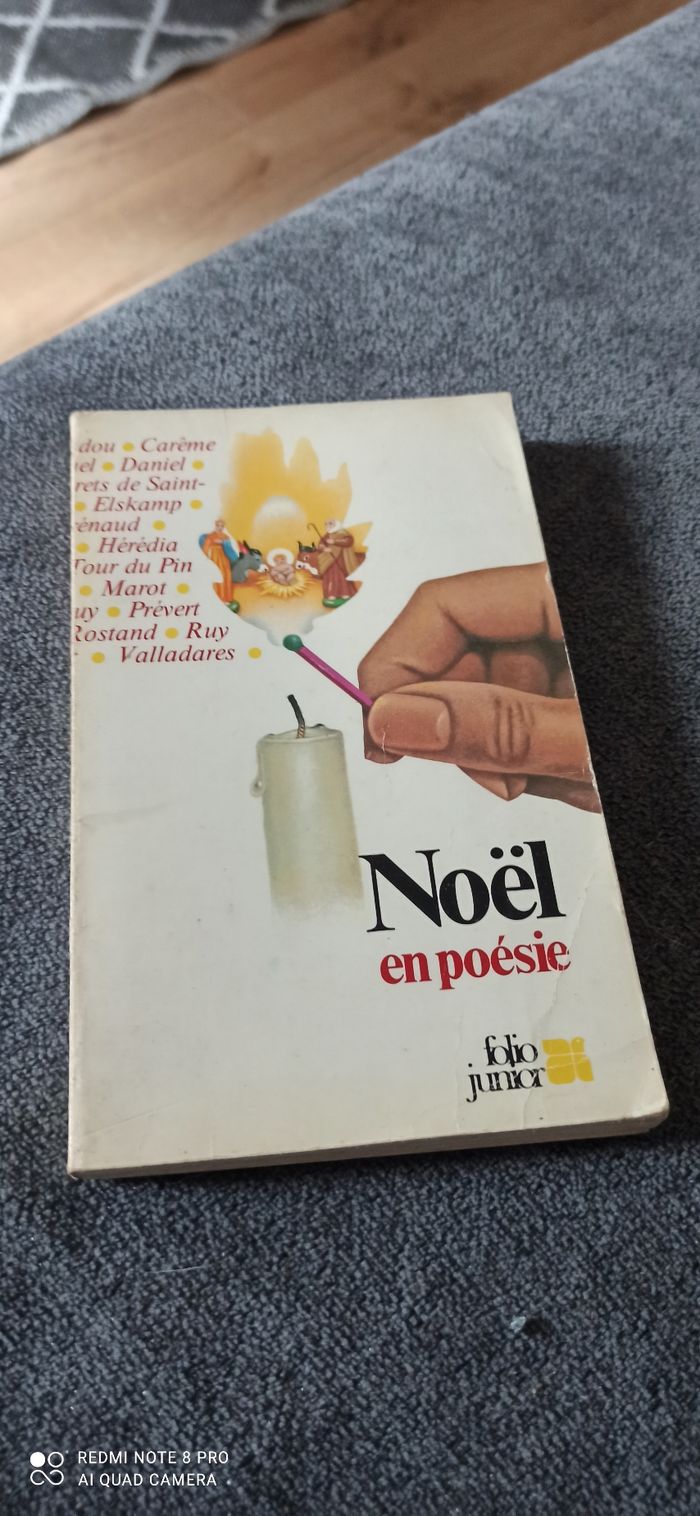 dou • Carême
el • Daniel •
rets de Saint-
• Elskamp •
énaud •
• Hérédia
Tour du Pin
• Marot •
uy • Prévert
Rostand • Ruy
• Valladares •
Noël
en poésie
folio
junior
REDMI NOTE 8 PRO
AI QUAD CAMERA